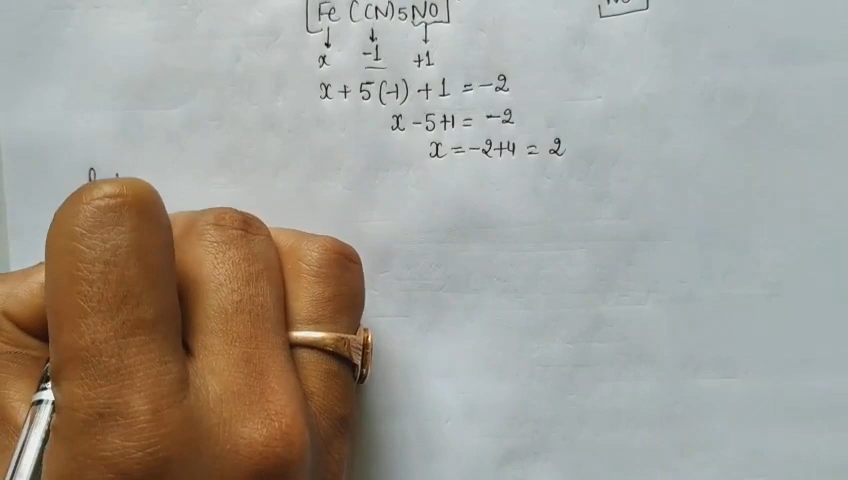 [Fe (CN)5NO]
x -1 +1
x + 5(-1) + 1 = -2
x - 5 + 1 = -2
x = -2+4 = 2